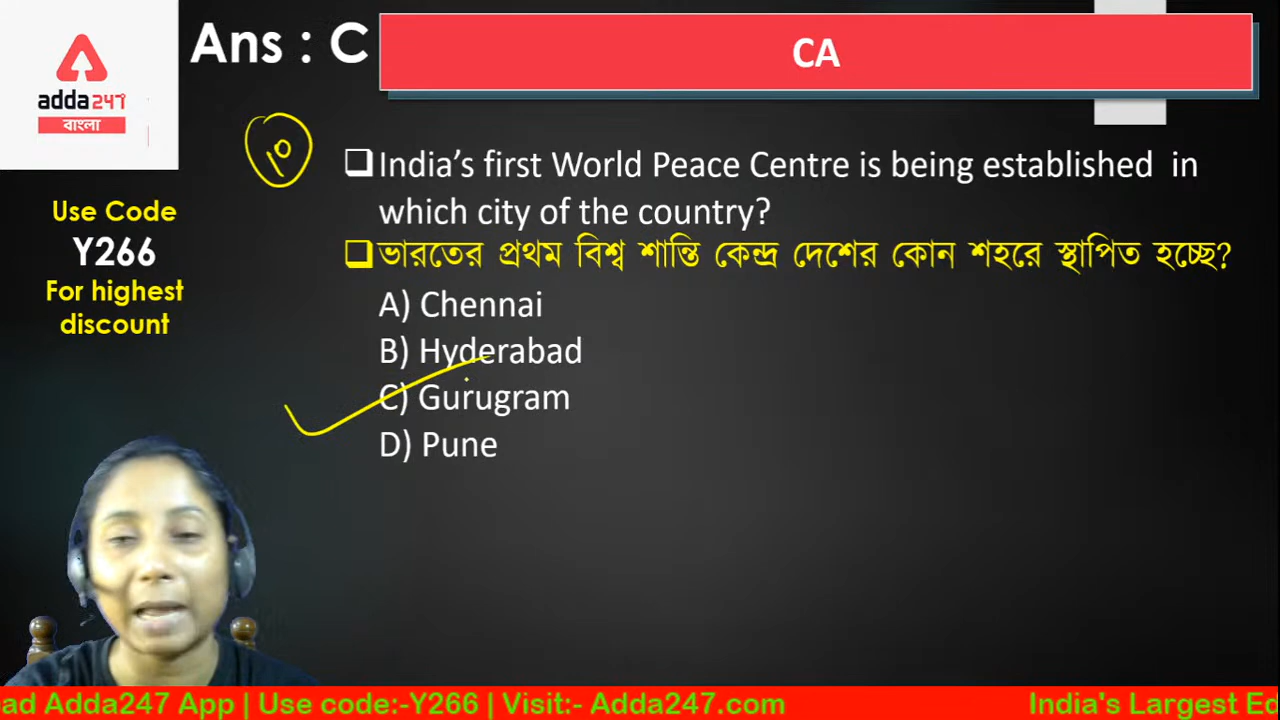 Ans : C
CA
adda247
বাংলা
১০
❑India's first World Peace Centre is being established in
which city of the country?
❑ভারতের প্রথম বিশ্ব শান্তি কেন্দ্র দেশের কোন শহরে স্থাপিত হচ্ছে?
A) Chennai
B) Hyderabad
C) Gurugram
D) Pune
Use Code
Y266
For highest
discount
ad Adda247 App | Use code:-Y266 | Visit:- Adda247.com
India's Largest Ed